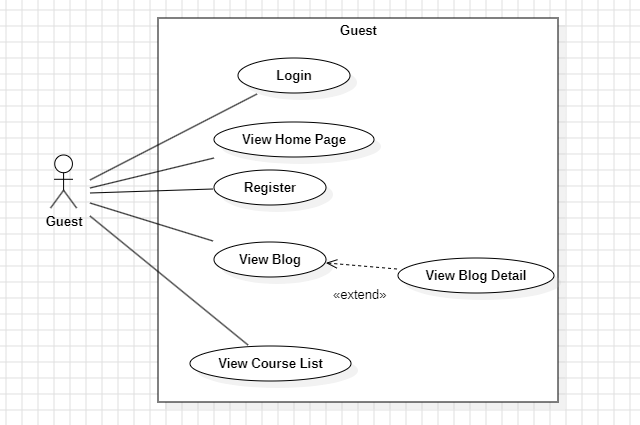 Guest
Login
View Home Page
Register
Guest
View Blog
View Blog Detail
«extend»
View Course List